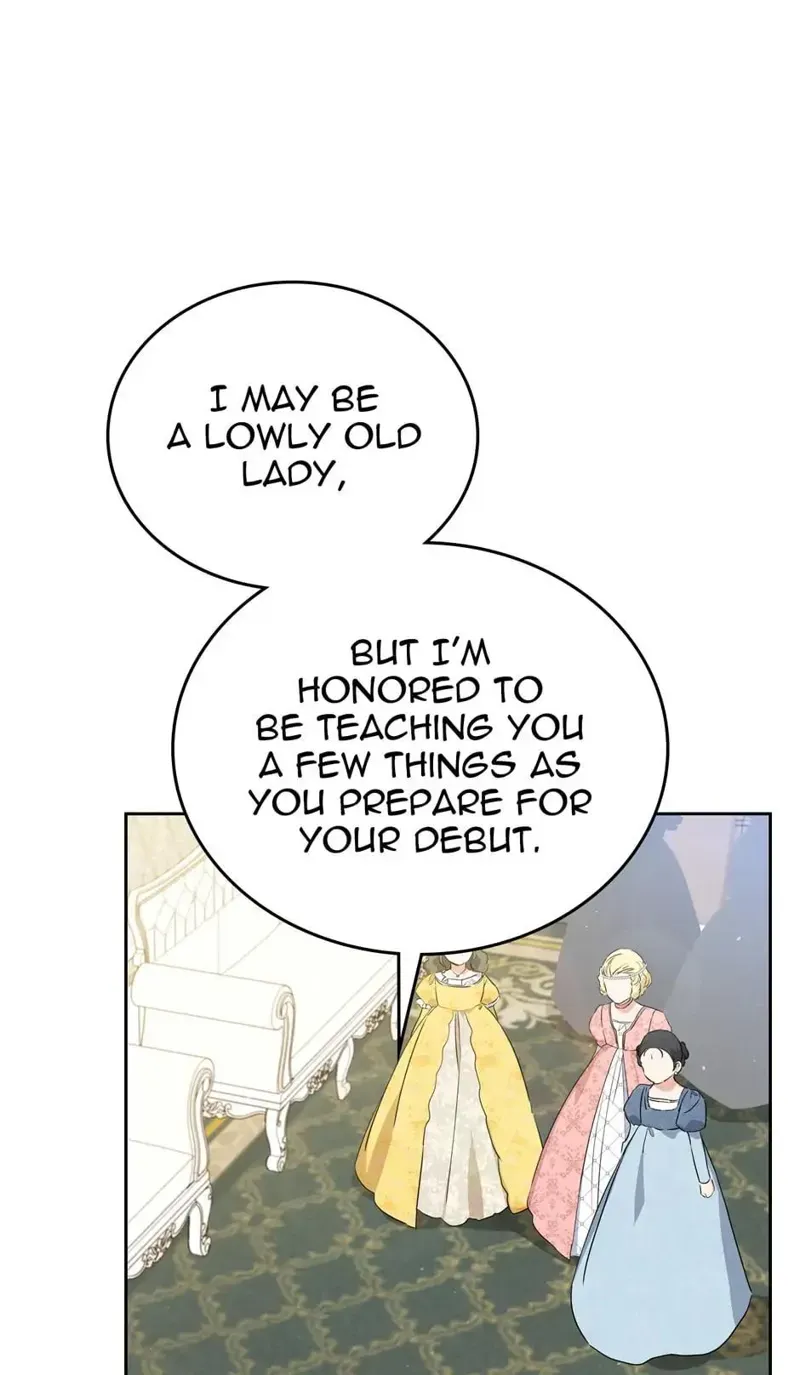 I MAY BE
A LOWLY OLD
LADY,
BUT I'M
HONORED TO
BE TEACHING YOU
A FEW THINGS AS
YOU PREPARE FOR
YOUR DEBUT.